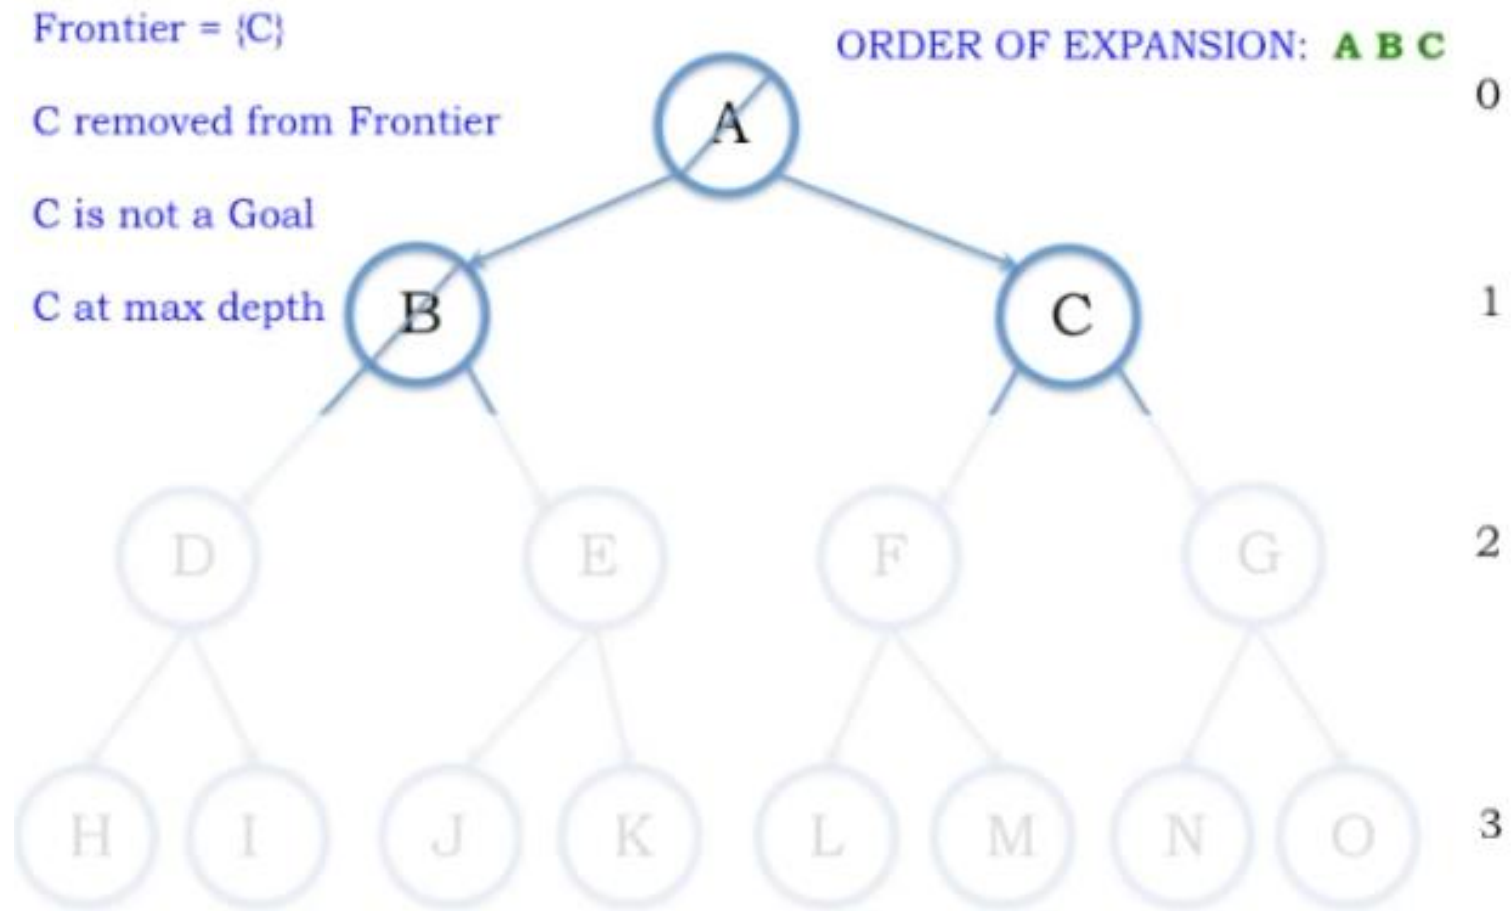 Frontier = {C}
ORDER OF EXPANSION: A B C
0
C removed from Frontier
A
C is not a Goal
C at max depth
B
C
1
D
E
F
G
2
H
I
J
K
L
M
N
O
3